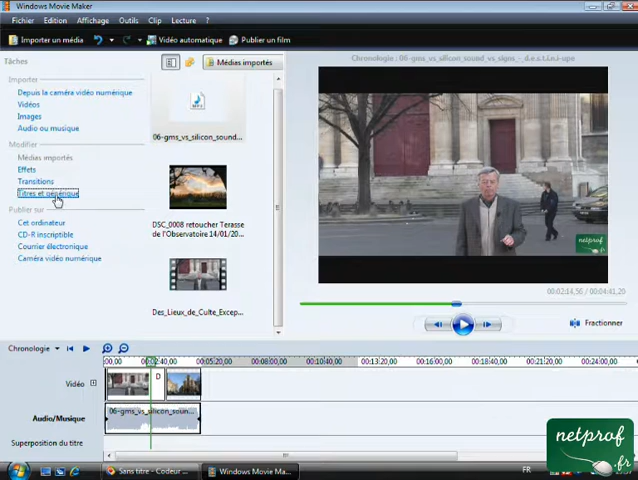 Windows Movie Maker
Fichier Edition Affichage Outils Clip Lecture ?
Importer un média Vidéo automatique Publier un film
Tâches
Importer
Depuis la caméra vidéo numérique
Vidéos
Images
Audio ou musique
Modifier
Médias importés
Effets
Transitions
Titres et générique
Publier sur
Cet ordinateur
CD-R inscriptible
Courrier électronique
Caméra vidéo numérique
Médias importés
06-gms_vs_silicon_sound...
DSC_0008 retoucher Terasse
de l'Observatoire 14/01/20...
Des_Lieux_de_Culte_Excep...
Chronologie : 06-gms_vs_silicon_sound_vs_signs_-_d.e.s.t.i.n.i-upe
netprof
.fr
00:02:14,56 / 00:04:41,20
Fractionner
Chronologie
00,00 00:02:40,00 00:05:20,00 00:08:00,00 00:10:40,00 00:13:20,00 00:16:00,00 00:18:40,00 00:21:20,00
Vidéo D
Audio/Musique 06-gms_vs_silicon_soun...
Superposition du titre
Sans titre - Codeur ... Windows Movie Ma... FR
netprof
.fr